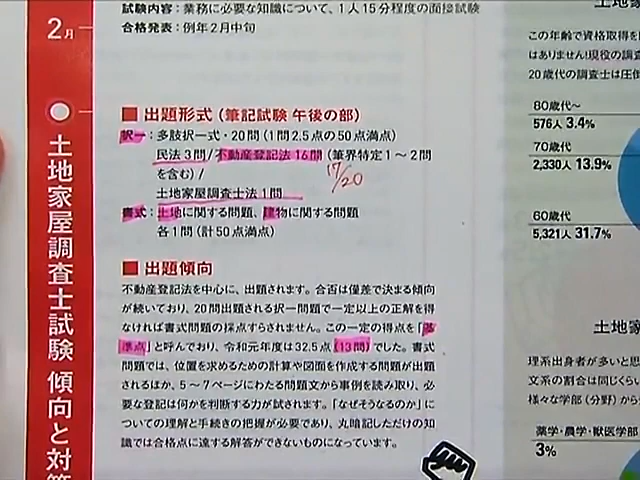 試験内容：業務に必要な知識について、1人15分程度の面接試験
合格発表：例年2月中旬
2月
土地家屋調査士試験 傾向と対策
■ 出題形式（筆記試験 午後の部）
択一：多肢択一式・20問（1問2.5点の50点満点）
民法3問/不動産登記法16問（筆界特定1～2問
を含む）/
17/20
土地家屋調査士法1問
書式：土地に関する問題、建物に関する問題
各1問（計50点満点）
■ 出題傾向
不動産登記法を中心に、出題されます。合否は僅差で決まる傾向
が続いており、20問出題される択一問題で一定以上の正解を得
なければ書式問題の採点すらされません。この一定の得点を「基
準点」と呼んでおり、令和元年度は32.5点（13問）でした。書式
問題では、位置を求めるための計算や図面を作成する問題が出題
されるほか、5～7ページにわたる問題文から事例を読み取り、必
要な登記は何かを判断する力が試されます。「なぜそうなるのか」に
ついての理解と手続きの把握が必要であり、丸暗記しただけの知
識では合格点に達する解答ができないものになっています。
この年齢で資格取得を
はありません!現役の調査
20歳代の調査士は圧倒
80歳代～
576人 3.4%
70歳代
2,330人 13.9%
60歳代
5,321人 31.7%
土地家
理系出身者が多いと思
文系の割合は同じくらい
様々な学部（分野）から
薬学・農学・獣医学部
3%